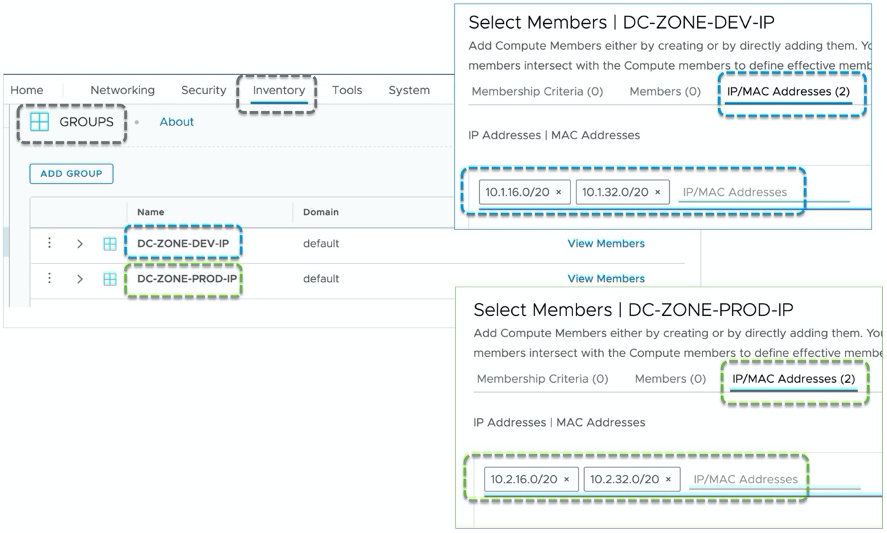 Home Networking Security Inventory Tools System
GROUPS About
ADD GROUP
Name Domain
DC-ZONE-DEV-IP default View Members
DC-ZONE-PROD-IP default View Members
Select Members | DC-ZONE-DEV-IP
Add Compute Members either by creating or by directly adding them.
members intersect with the Compute members to define effective
Membership Criteria (0) Members (0) IP/MAC Addresses (2)
IP Addresses | MAC Addresses
10.1.16.0/20 × 10.1.32.0/20 × IP/MAC Addresses
Select Members | DC-ZONE-PROD-IP
Add Compute Members either by creating or by directly adding them. You
members intersect with the Compute members to define effective
Membership Criteria (0) Members (0) IP/MAC Addresses (2)
IP Addresses | MAC Addresses
10.2.16.0/20 × 10.2.32.0/20 × IP/MAC Addresses